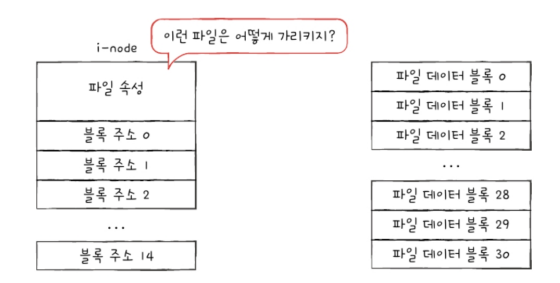 이런 파일은 어떻게 가리키지?
i-node
파일 속성
블록 주소 0
블록 주소 1
블록 주소 2
...
블록 주소 14
파일 데이터 블록 0
파일 데이터 블록 1
파일 데이터 블록 2
...
파일 데이터 블록 28
파일 데이터 블록 29
파일 데이터 블록 30